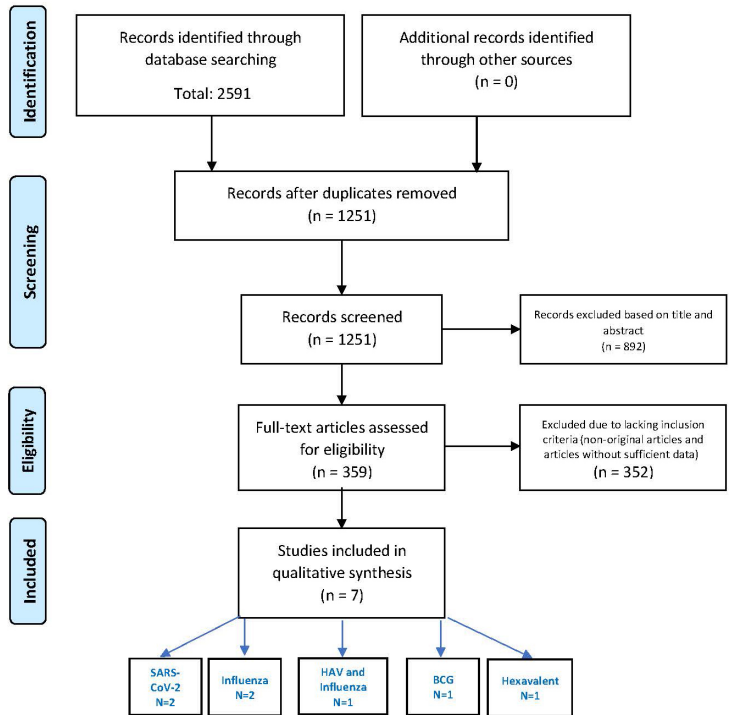 Identification
Records identified through
database searching
Total: 2591
Additional records identified
through other sources
(n = 0)
Screening
Records after duplicates removed
(n = 1251)
Records screened
(n = 1251)
Records excluded based on title and
abstract
(n = 892)
Eligibility
Full-text articles assessed
for eligibility
(n = 359)
Excluded due to lacking inclusion
criteria (non-original articles and
articles without sufficient data)
(n = 352)
Included
Studies included in
qualitative synthesis
(n = 7)
SARS-
CoV-2
N=2
Influenza
N=2
HAV and
Influenza
N=1
BCG
N=1
Hexavalent
N=1